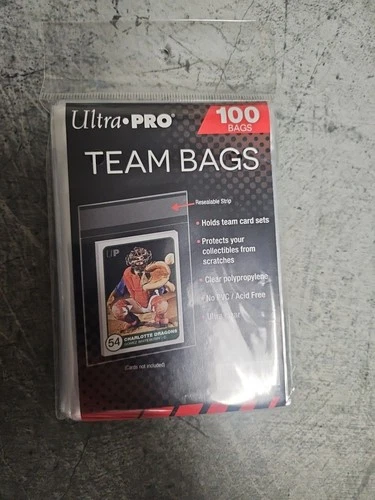 Ultra•PRO®
100
BAGS
TEAM BAGS
Resealable Strip
• Holds team card sets
• Protects your
collectibles from
scratches
• Clear polypropylene
• No PVC / Acid Free
UP
54
CHARLOTTE DRAGONS
(Cards not included)